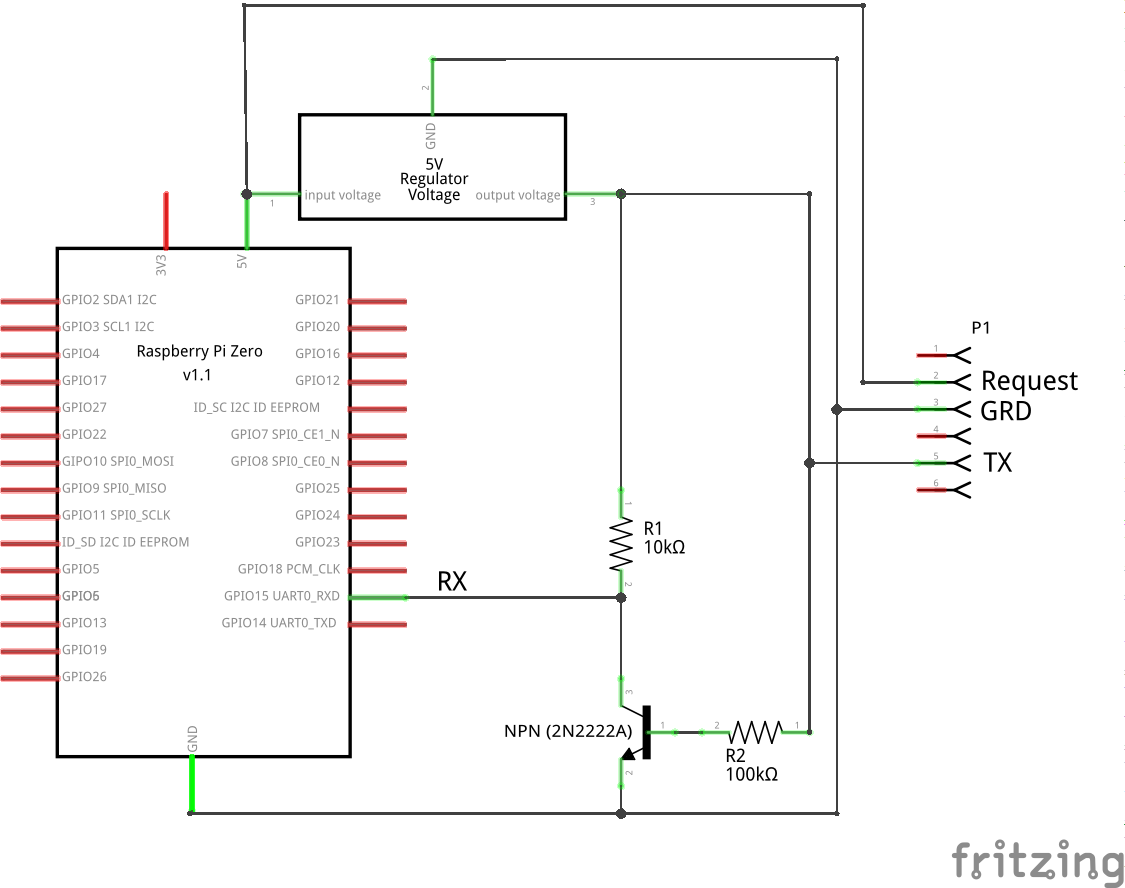 2
GND
5V
Regulator
Voltage
input voltage
output voltage
1
3
3V3
5V
GPIO2 SDA1 I2C
GPIO21
GPIO3 SCL1 I2C
GPIO20
P1
Raspberry Pi Zero
v1.1
GPIO4
GPIO16
1
GPIO17
GPIO12
2
Request
GPIO27
ID_SC I2C ID EEPROM
3
GRD
GPIO22
GPIO7 SPI0_CE1_N
4
GIPO10 SPI0_MOSI
GPIO8 SPI0_CE0_N
5
TX
GPIO9 SPI0_MISO
GPIO25
6
GPIO11 SPI0_SCLK
GPIO24
1
R1
10kΩ
ID_SD I2C ID EEPROM
GPIO23
GPIO5
GPIO18 PCM_CLK
2
RX
GPIO6
GPIO15 UART0_RXD
GPIO13
GPIO14 UART0_TXD
GPIO19
GPIO26
3
NPN (2N2222A)
1
2
1
R2
100kΩ
2
GND
fritzing